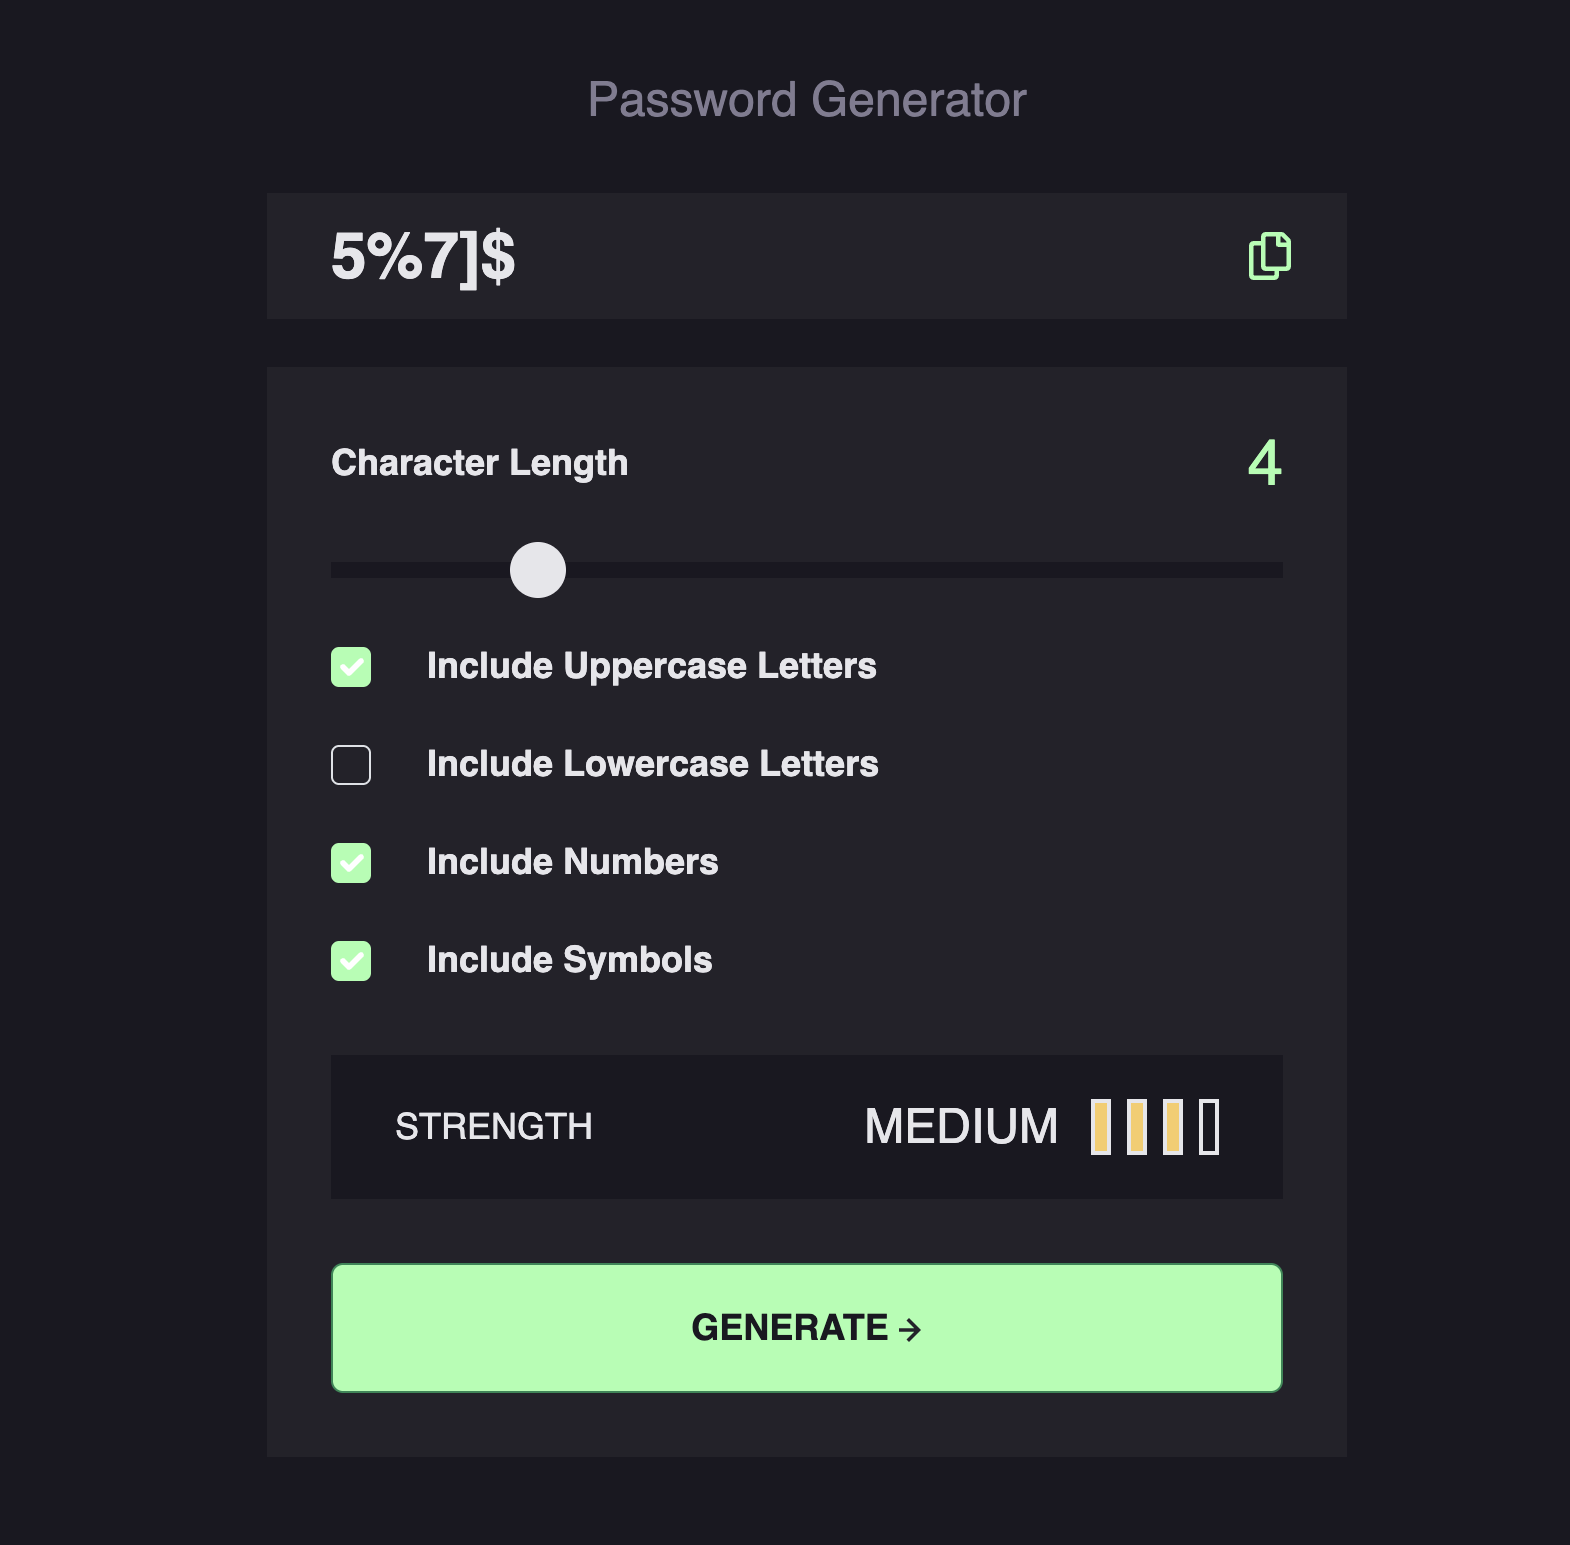 Password Generator
5%7]$
Character Length
4
Include Uppercase Letters
Include Lowercase Letters
Include Numbers
Include Symbols
STRENGTH MEDIUM
GENERATE →